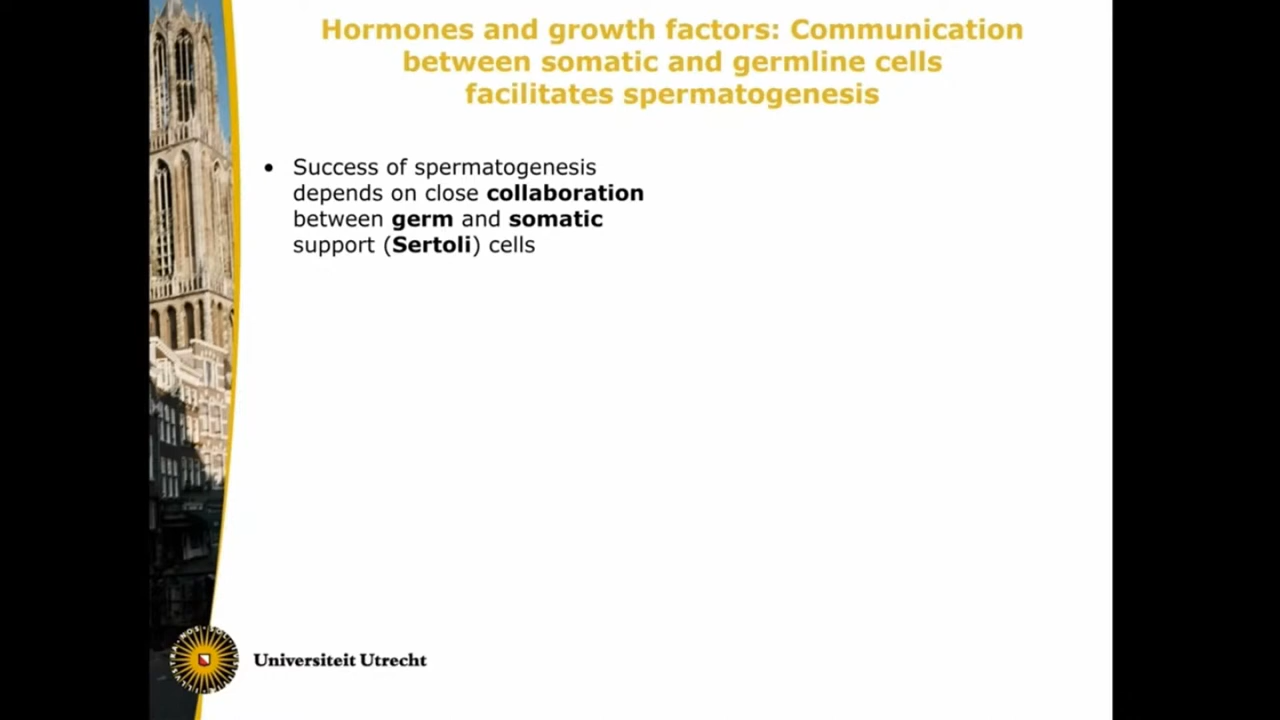 Hormones and growth factors: Communication
between somatic and germline cells
facilitates spermatogenesis
• Success of spermatogenesis
depends on close collaboration
between germ and somatic
support (Sertoli) cells
Universiteit Utrecht